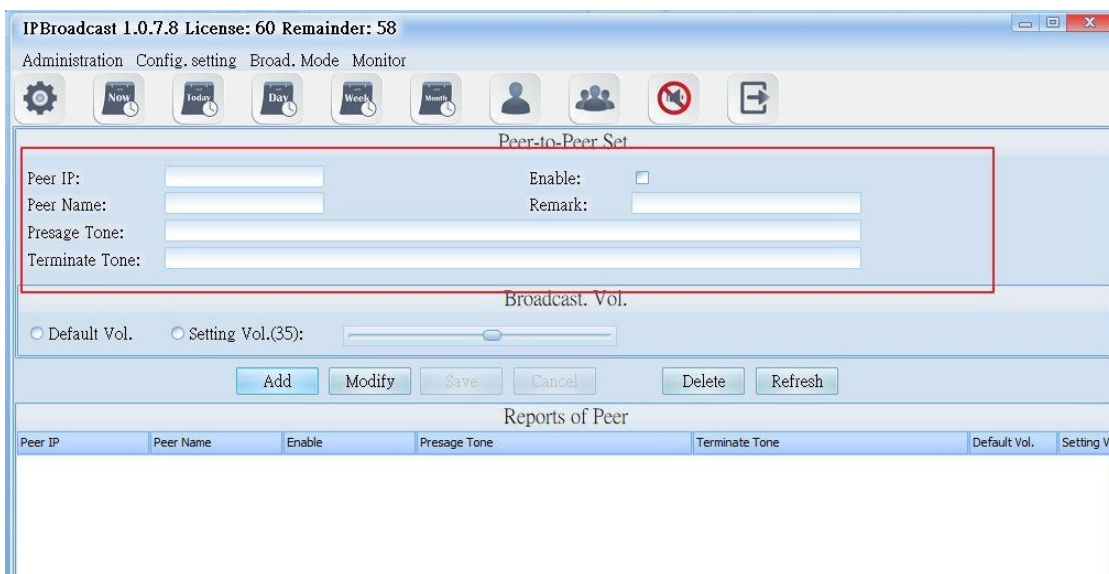 IPBroadcast 1.0.7.8 License: 60 Remainder: 58
Administration Config. setting Broad. Mode Monitor
Now Today Day Week Month
Peer-to-Peer Set
Peer IP: Enable:
Peer Name: Remark:
Presage Tone:
Terminate Tone:
Broadcast. Vol.
Default Vol. Setting Vol.(35):
Add Modify Save Cancel Delete Refresh
Reports of Peer
Peer IP Peer Name Enable Presage Tone Terminate Tone Default Vol. Setting V